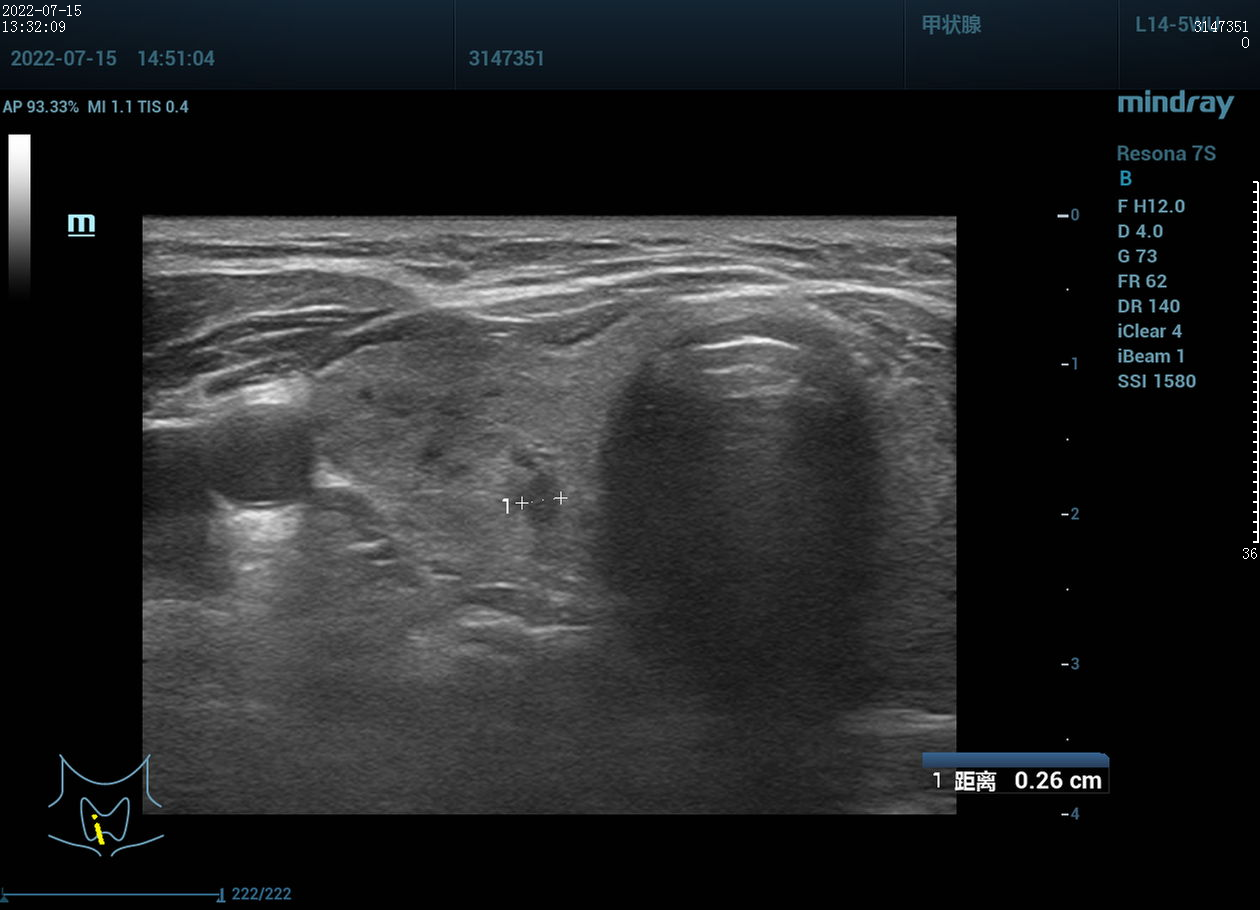 2022-07-15
13:32:09
甲状腺
3147351
0
2022-07-15 14:51:04
3147351
AP 93.33% MI 1.1 TIS 0.4
mindray
Resona 7S
B
F H12.0
D 4.0
G 73
FR 62
DR 140
iClear 4
iBeam 1
SSI 1580
m
0
1
2
3
4
1
36
1 距离 0.26 cm
222/222